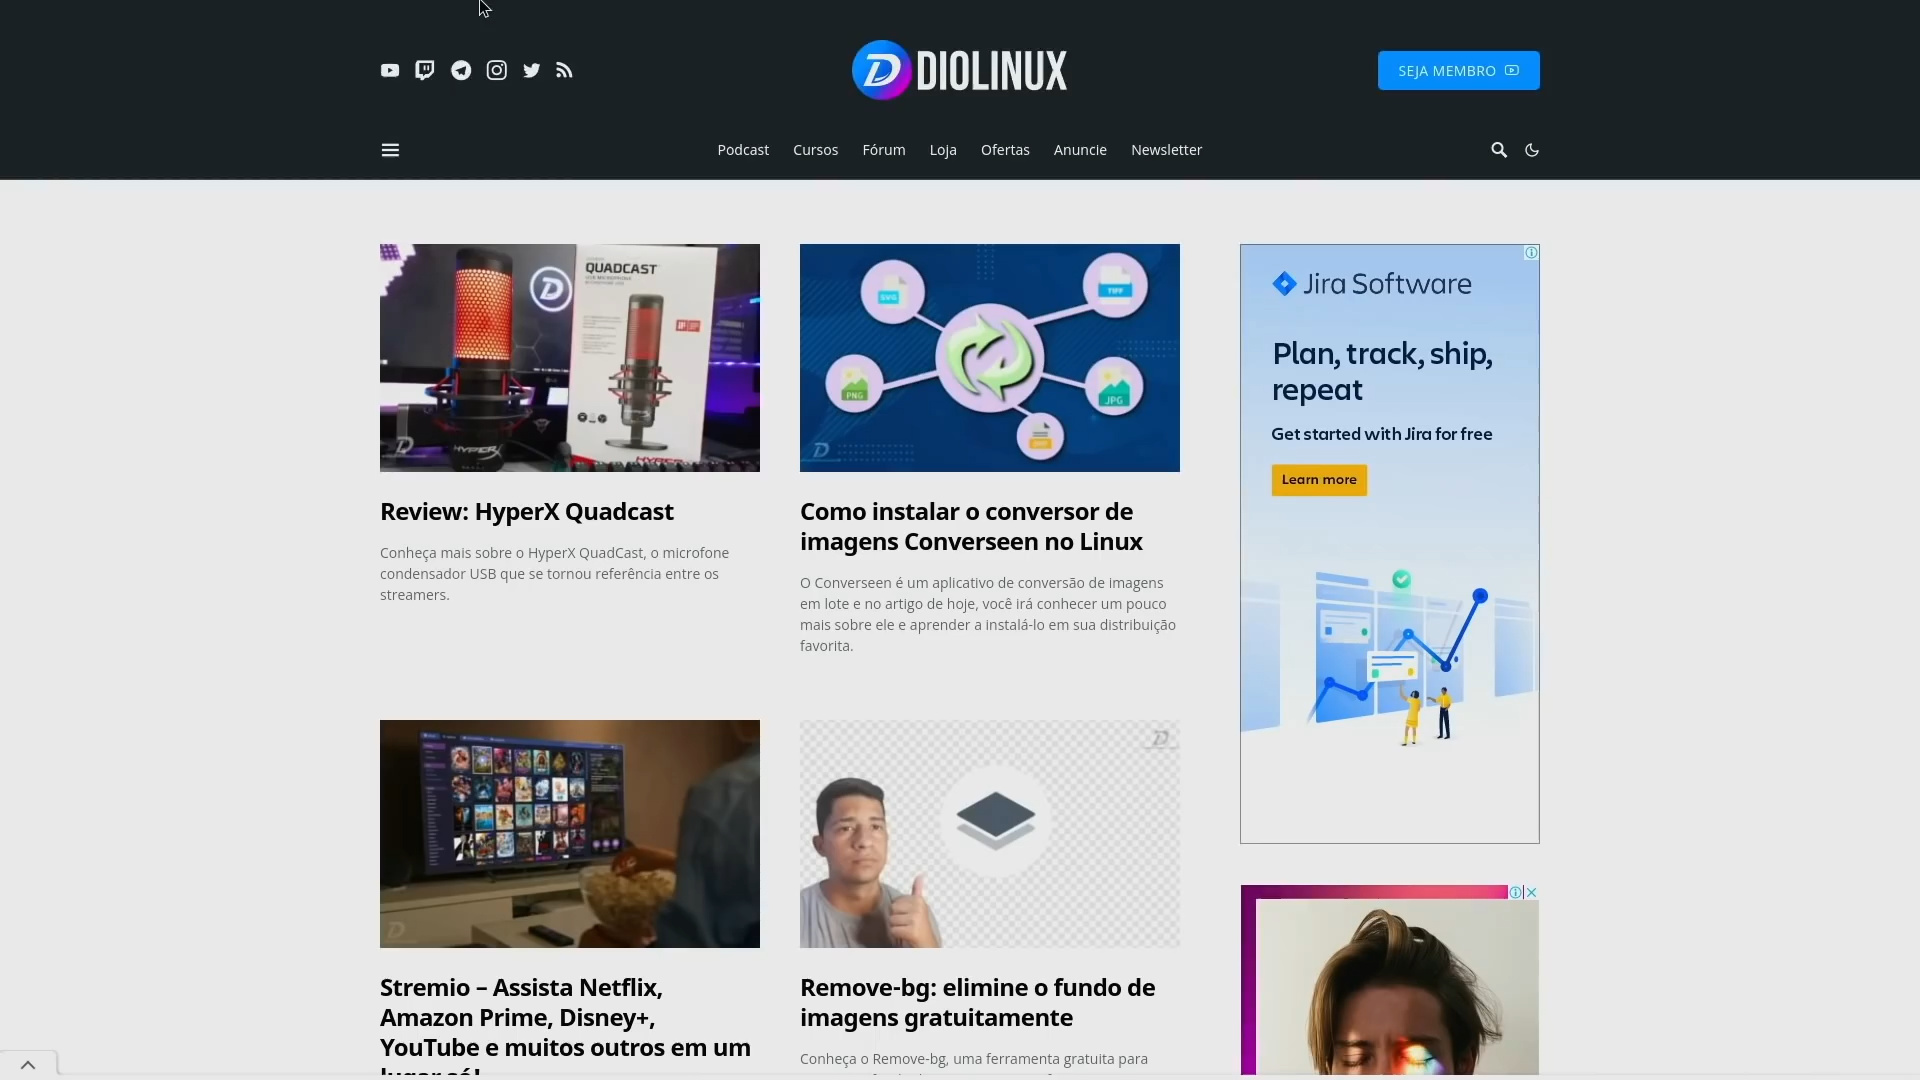 DIOLINUX
SEJA MEMBRO
Podcast
Cursos
Fórum
Loja
Ofertas
Anuncie
Newsletter
QUADCAST
HYPERX
SVG
TIFF
PNG
JPG
Review: HyperX Quadcast
Conheça mais sobre o HyperX QuadCast, o microfone
condensador USB que se tornou referência entre os
streamers.
Como instalar o conversor de
imagens Converseen no Linux
O Converseen é um aplicativo de conversão de imagens
em lote e no artigo de hoje, você irá conhecer um pouco
mais sobre ele e aprender a instalá-lo em sua distribuição
favorita.
Jira Software
Plan, track, ship,
repeat
Get started with Jira for free
Learn more
Stremio – Assista Netflix,
Amazon Prime, Disney+,
YouTube e muitos outros em um
lugar só!
Remove-bg: elimine o fundo de
imagens gratuitamente
Conheça o Remove-bg, uma ferramenta gratuita para